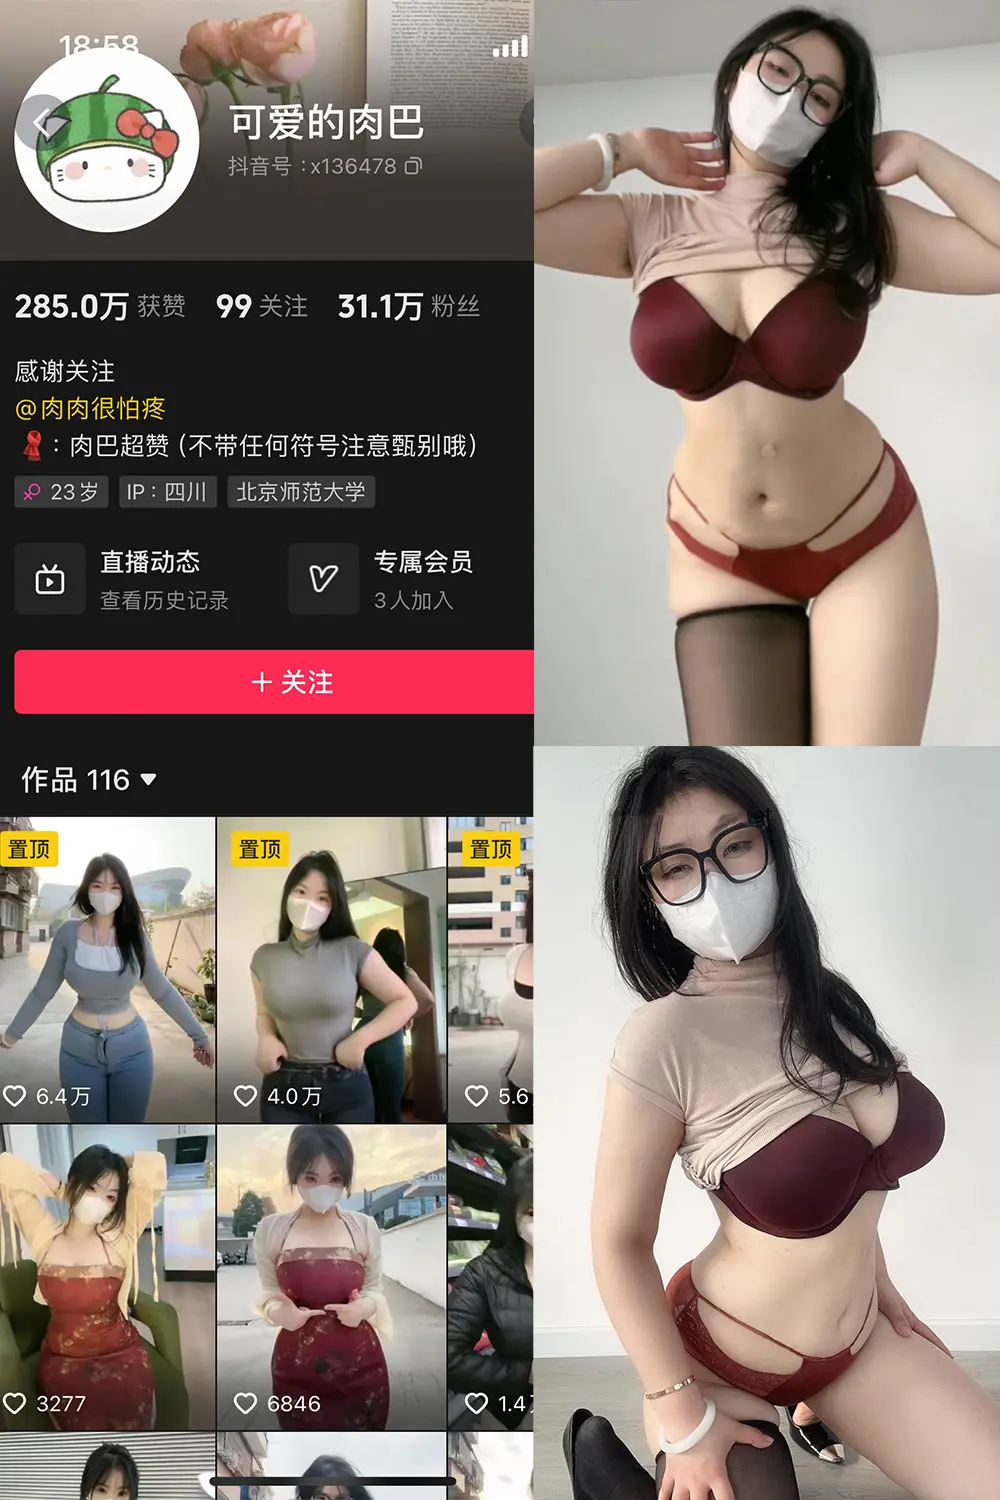 18:58
可爱的肉巴
抖音号：x136478
285.0万 获赞 99 关注 31.1万 粉丝
感谢关注
@肉肉很怕疼
：肉巴超赞 (不带任何符号注意甄别哦)
23岁 IP：四川 北京师范大学
直播动态
查看历史记录
专属会员
3人加入
+ 关注
作品 116
置顶 置顶 置顶
6.4万 4.0万 5.6
3277 6846 1.4